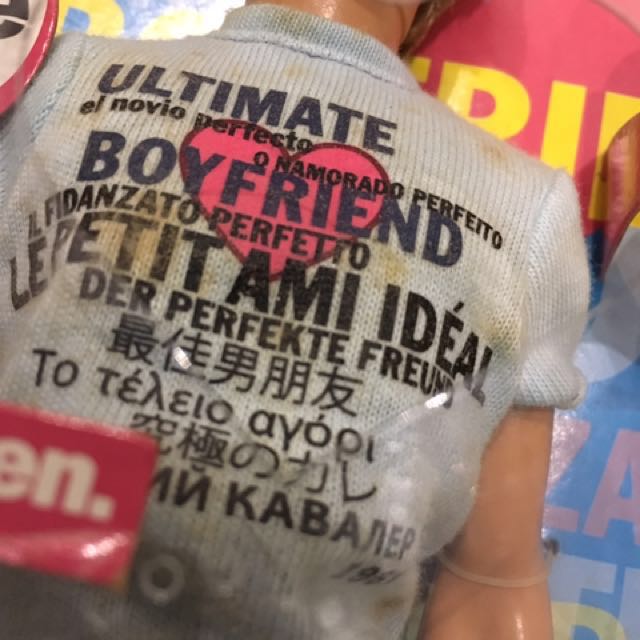 ULTIMATE
el novio perfecto
O NAMORADO PERFEITO
BOYFRIEND
IL FIDANZATO PERFETTO
LE PETIT AMI IDÉAL
DER PERFEKTE FREUND
最佳男朋友
Το τέλειο αγόρι
究極のカレ
ИЙ КАВАЛЕР
en.